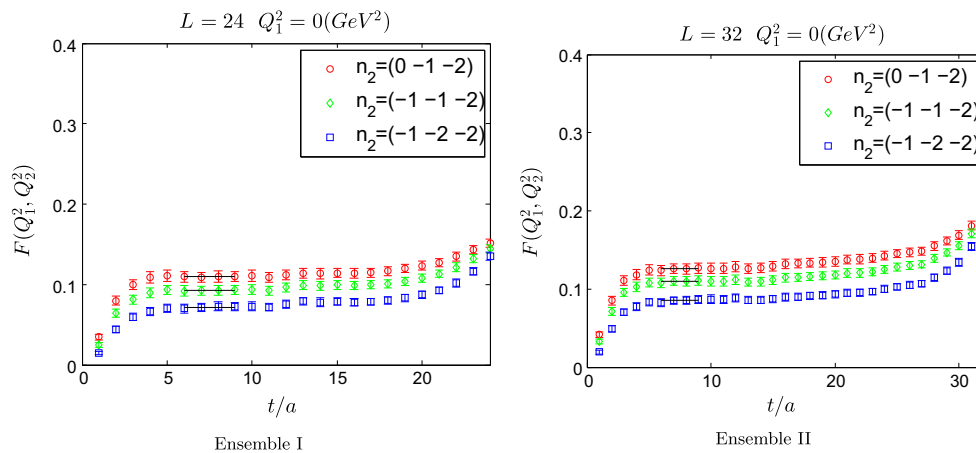 L = 24 Q₁² = 0(GeV²)
0.4
0.3
0.2
0.1
0
F(Q₁², Q₂²)
n₂=(0 −1 −2)
n₂=(−1 −1 −2)
n₂=(−1 −2 −2)
0 5 10 15 20
t/a
Ensemble I
L = 32 Q₁² = 0(GeV²)
0.4
0.3
0.2
0.1
0
F(Q₁², Q₂²)
n₂=(0 −1 −2)
n₂=(−1 −1 −2)
n₂=(−1 −2 −2)
0 10 20 30
t/a
Ensemble II